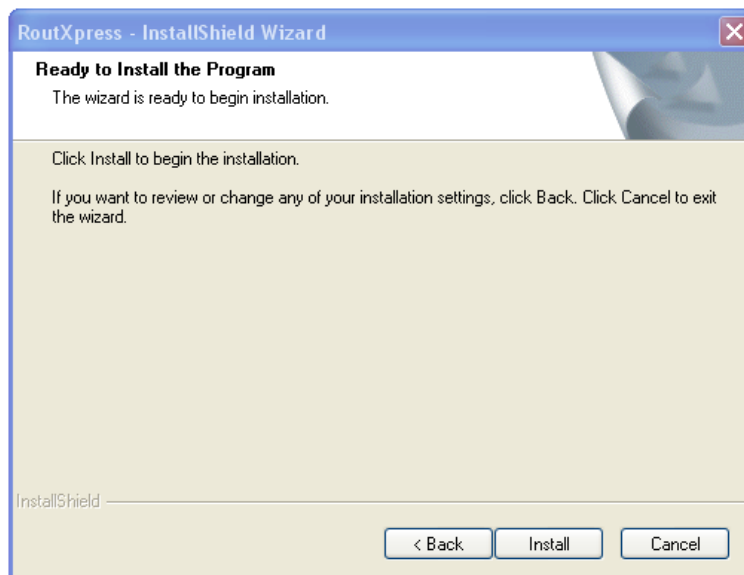 RoutXpress - InstallShield Wizard
Ready to Install the Program
The wizard is ready to begin installation.
Click Install to begin the installation.
If you want to review or change any of your installation settings, click Back. Click Cancel to exit
the wizard.
InstallShield
< Back Install Cancel